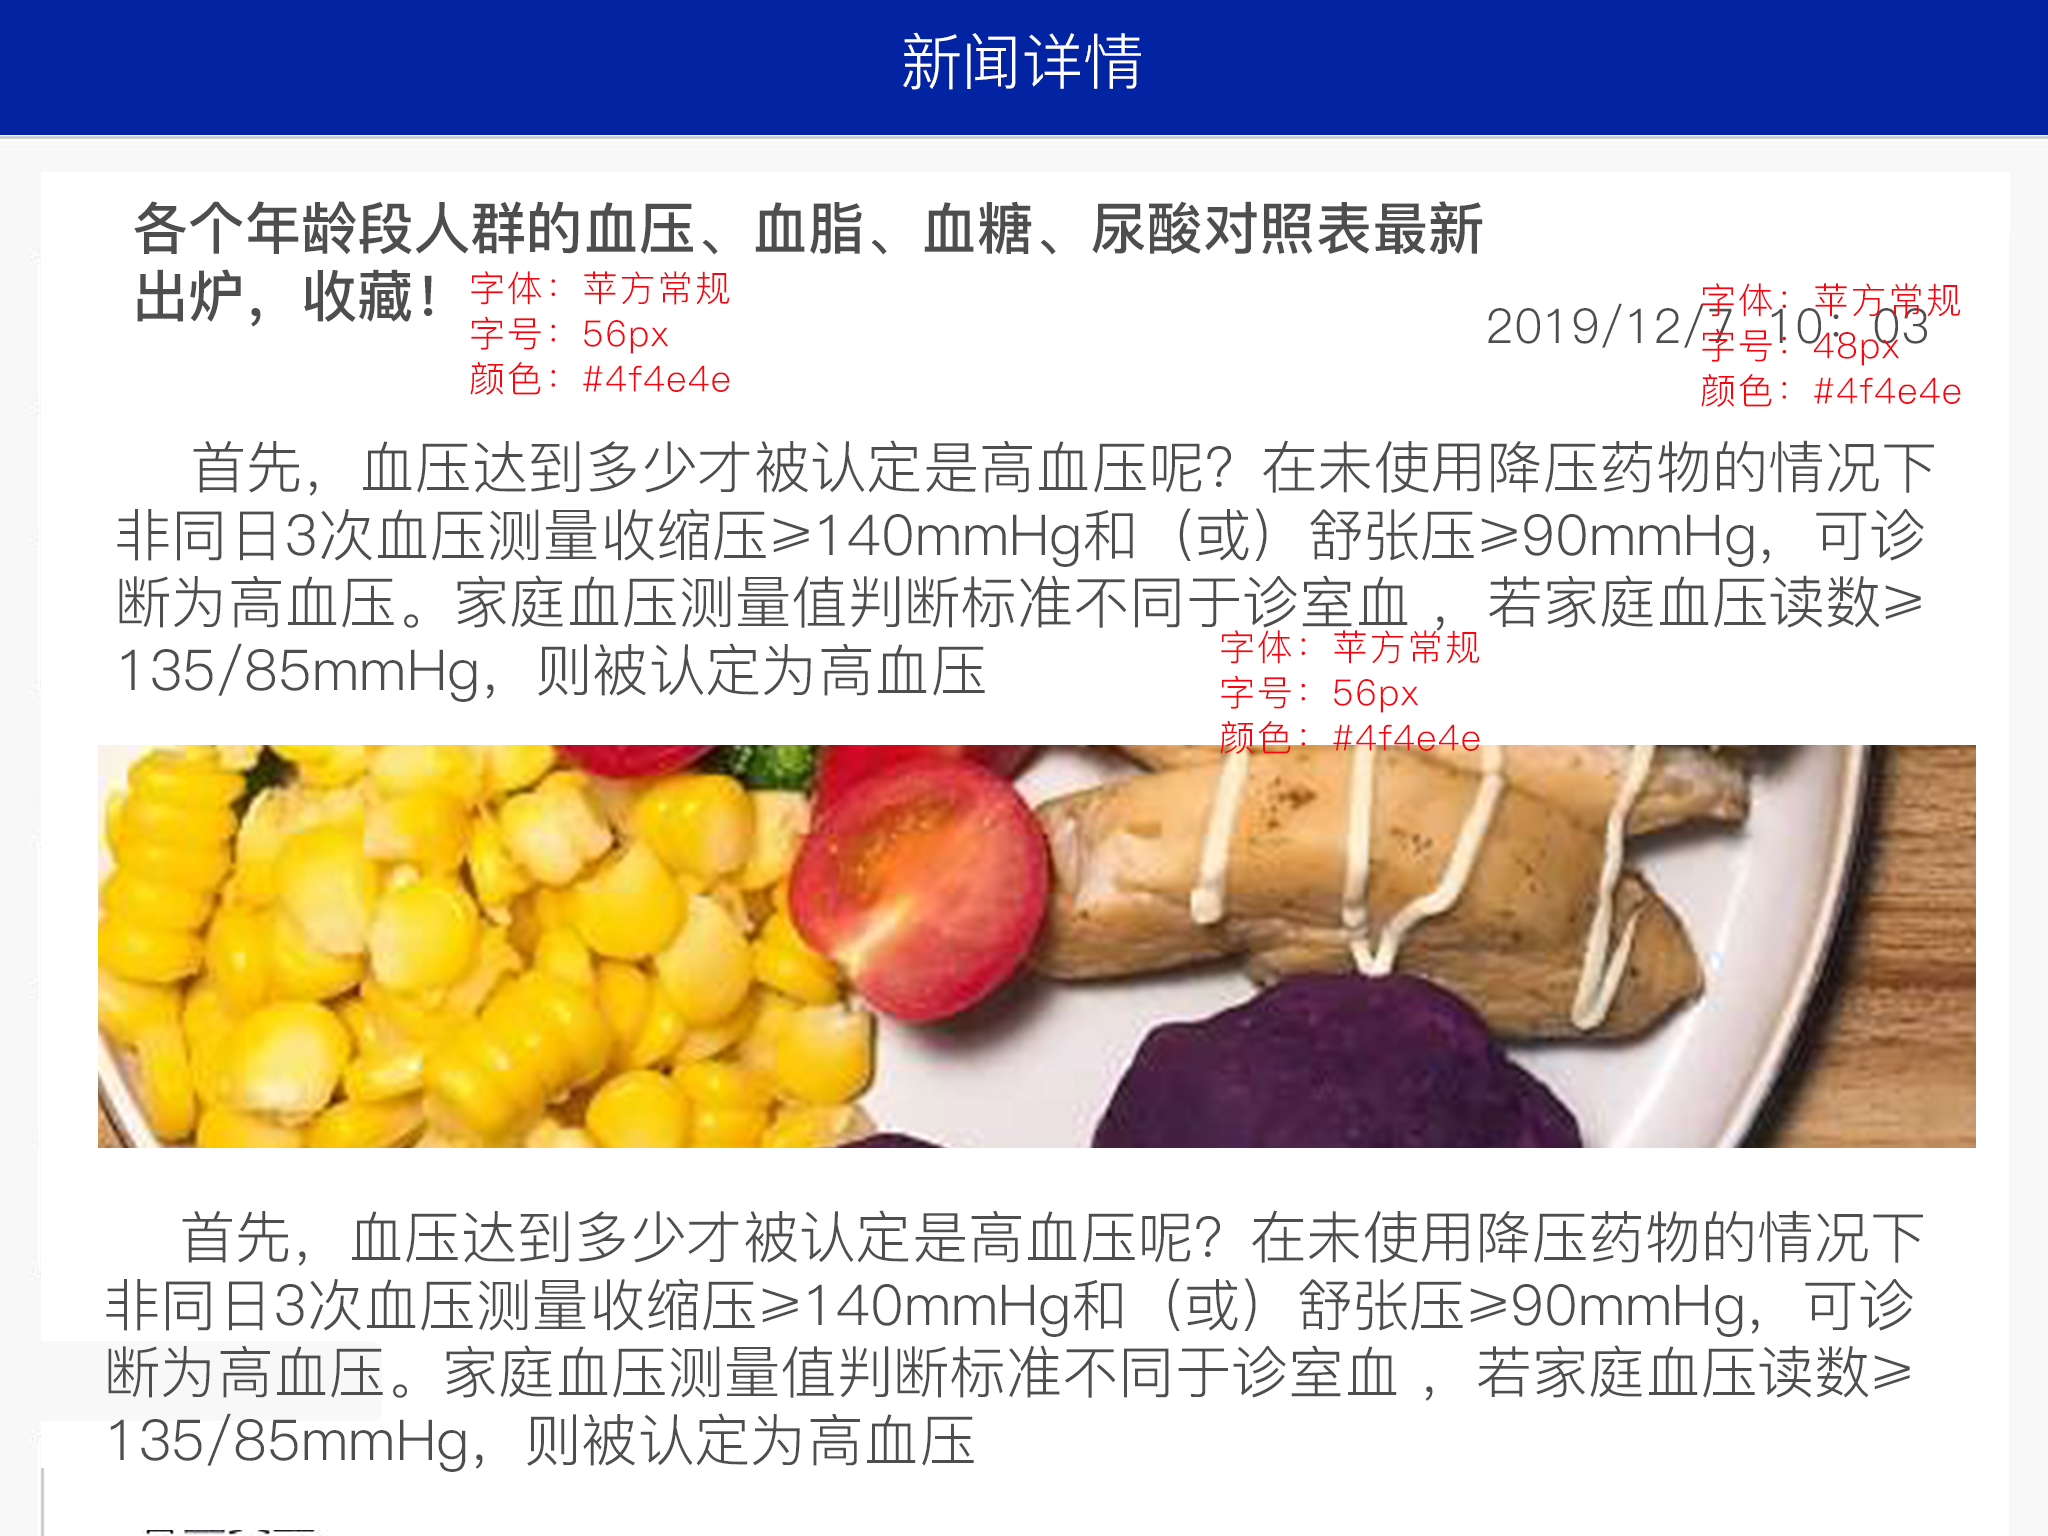 新闻详情
各个年龄段人群的血压、血脂、血糖、尿酸对照表最新
出炉，收藏！
字体：苹方常规
字号：56px
颜色：#4f4e4e
2019/12/7 10：03
字体：苹方常规
字号：48px
颜色：#4f4e4e
首先，血压达到多少才被认定是高血压呢？在未使用降压药物的情况下
非同日3次血压测量收缩压≥140mmHg和（或）舒张压≥90mmHg，可诊
断为高血压。家庭血压测量值判断标准不同于诊室血 ，若家庭血压读数≥
135/85mmHg，则被认定为高血压
字体：苹方常规
字号：56px
颜色：#4f4e4e
首先，血压达到多少才被认定是高血压呢？在未使用降压药物的情况下
非同日3次血压测量收缩压≥140mmHg和（或）舒张压≥90mmHg，可诊
断为高血压。家庭血压测量值判断标准不同于诊室血 ，若家庭血压读数≥
135/85mmHg，则被认定为高血压